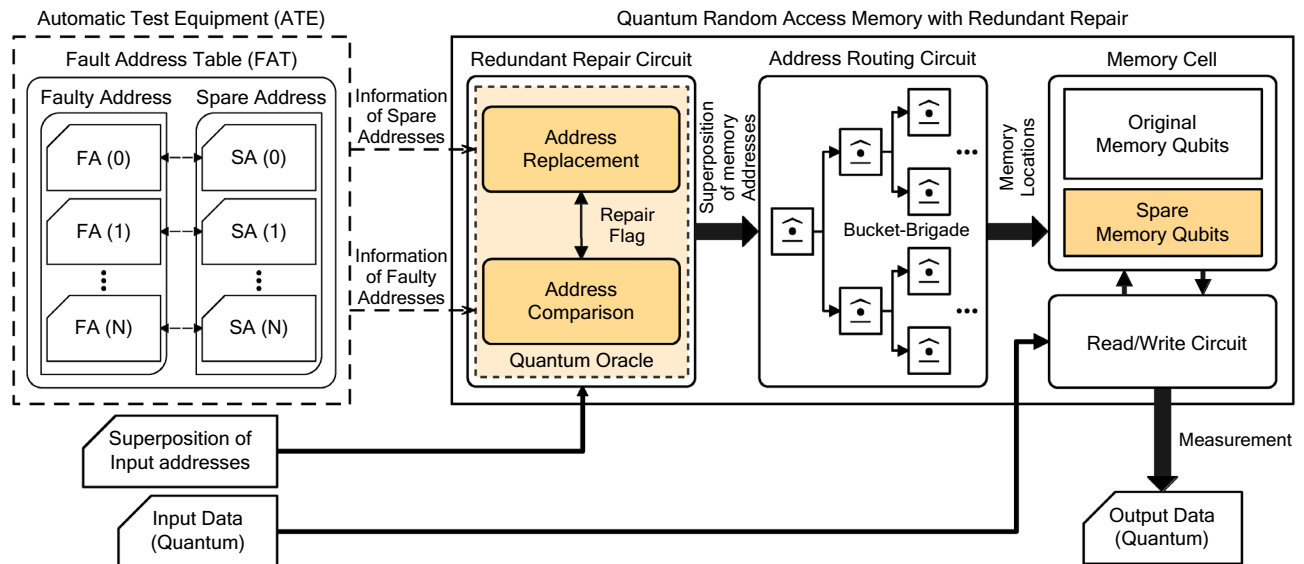 Automatic Test Equipment (ATE)
Fault Address Table (FAT)
Faulty Address
Spare Address
FA (0)
SA (0)
FA (1)
SA (1)
FA (N)
SA (N)
Information
of Spare
Addresses
Information
of Faulty
Addresses
Quantum Random Access Memory with Redundant Repair
Redundant Repair Circuit
Address
Replacement
Repair
Flag
Address
Comparison
Quantum Oracle
Superposition
of memory
Addresses
Address Routing Circuit
Bucket-Brigade
Memory
Locations
Memory Cell
Original
Memory Qubits
Spare
Memory Qubits
Read/Write Circuit
Superposition of
Input addresses
Input Data
(Quantum)
Measurement
Output Data
(Quantum)